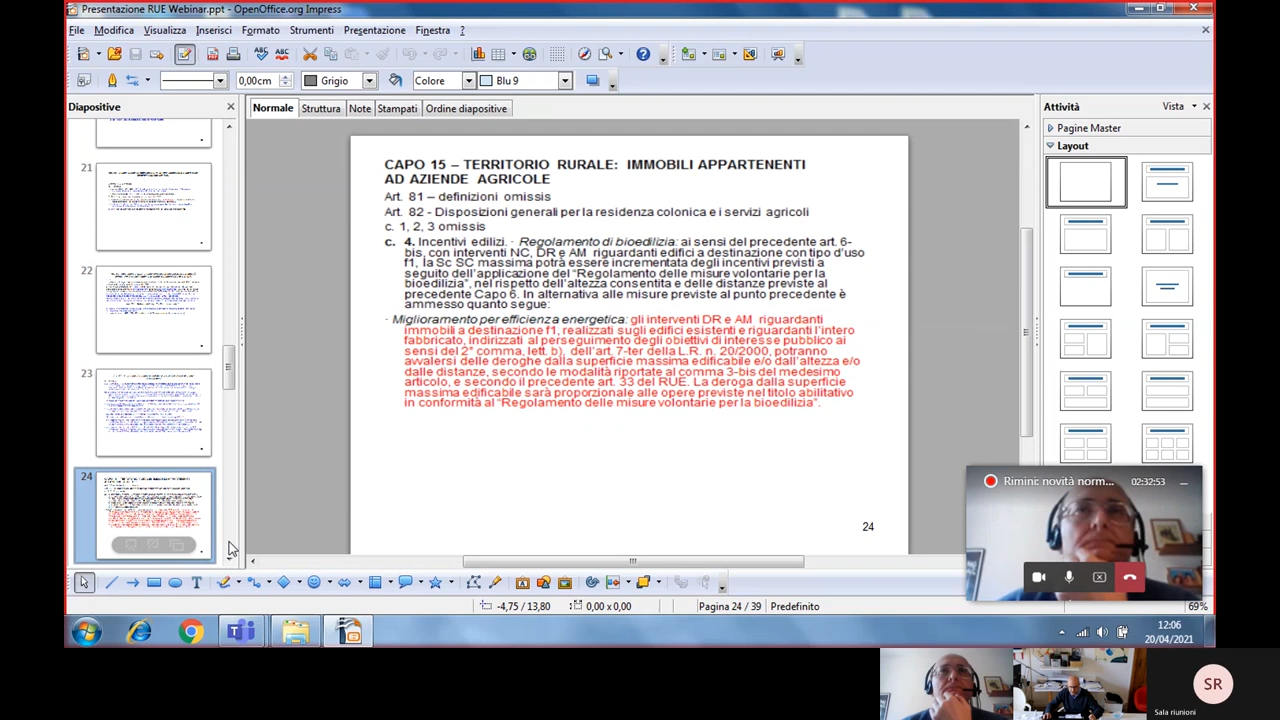 Presentazione RUE Webinar.ppt - OpenOffice.org Impress
File Modifica Visualizza Inserisci Formato Strumenti Presentazione Finestra ?
0,00cm Grigio Colore Blu 9
Diapositive
Normale Struttura Note Stampati Ordine diapositive
21
22
23
24
CAPO 15 – TERRITORIO RURALE: IMMOBILI APPARTENENTI
AD AZIENDE AGRICOLE
Art. 81 – definizioni omissis
Art. 82 - Disposizioni generali per la residenza colonica e i servizi agricoli
c. 1, 2, 3 omissis
c. 4. Incentivi edilizi. - Regolamento di bioedilizia: ai sensi del precedente art. 6-
bis, con interventi NC, DR e AM riguardanti edifici a destinazione con tipo d'uso
f1, la Sc SC massima potrà essere incrementata degli incentivi previsti a
seguito dell'applicazione del "Regolamento delle misure volontarie per la
bioedilizia", nel rispetto dell'altezza consentita e delle distanze previste al
precedente Capo 6. In alternativa alle misure previste al punto precedente è
ammesso quanto segue:
- Miglioramento per efficienza energetica: gli interventi DR e AM riguardanti
immobili a destinazione f1, realizzati sugli edifici esistenti e riguardanti l'intero
fabbricato, indirizzati al perseguimento degli obiettivi di interesse pubblico ai
sensi del 2° comma, lett. b), dell'art. 7-ter della L.R. n. 20/2000, potranno
avvalersi delle deroghe dalla superficie massima edificabile e/o dall'altezza e/o
dalle distanze, secondo le modalità riportate al comma 3-bis del medesimo
articolo, e secondo il precedente art. 33 del RUE. La deroga dalla superficie
massima edificabile sarà proporzionale alle opere previste nel titolo abilitativo
in conformità al "Regolamento delle misure volontarie per la bioedilizia".
24
Attività Vista
Pagine Master
Layout
Rimini: novità norm... 02:32:53
-4,75 / 13,80 0,00 x 0,00 Pagina 24 / 39 Predefinito 69%
12:06
20/04/2021
SR
Sala riunioni